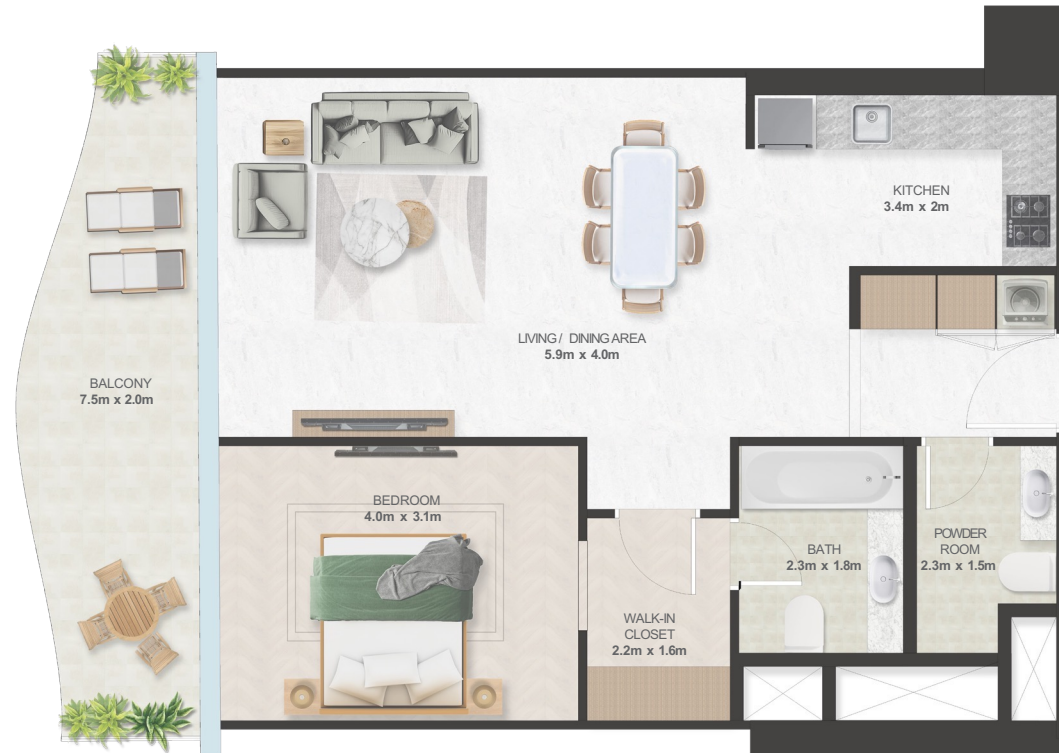 KITCHEN
3.4m x 2m
LIVING / DINING AREA
5.9m x 4.0m
BALCONY
7.5m x 2.0m
BEDROOM
4.0m x 3.1m
BATH
2.3m x 1.8m
POWDER
ROOM
2.3m x 1.5m
WALK-IN
CLOSET
2.2m x 1.6m